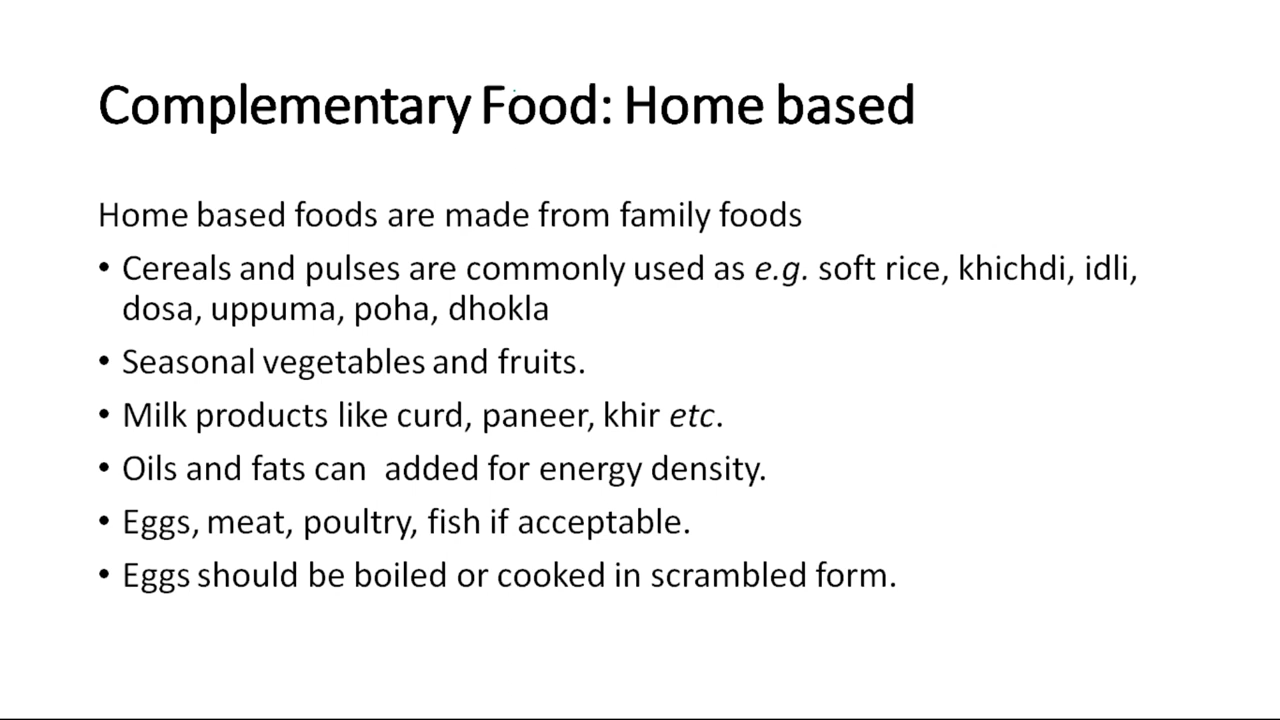 Complementary Food: Home based
Home based foods are made from family foods
• Cereals and pulses are commonly used as e.g. soft rice, khichdi, idli,
dosa, uppuma, poha, dhokla
• Seasonal vegetables and fruits.
• Milk products like curd, paneer, khir etc.
• Oils and fats can  added for energy density.
• Eggs, meat, poultry, fish if acceptable.
• Eggs should be boiled or cooked in scrambled form.